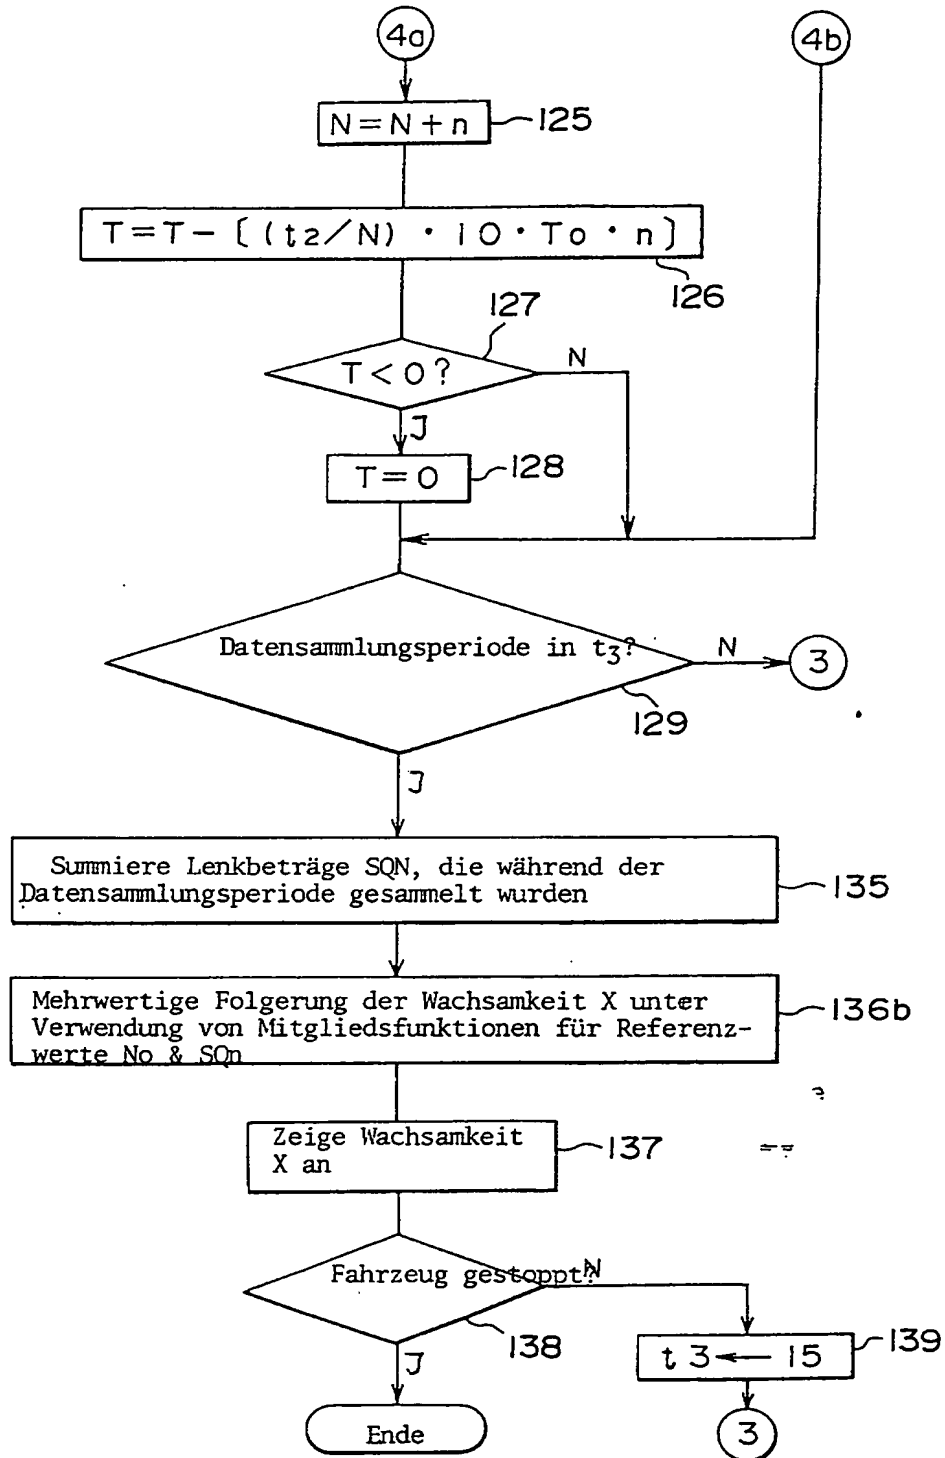 4a
4b
N=N+n
125
T=T-[(t2/N)·10·To·n]
126
127
T<0?
N
J
T=0
128
Datensammlungsperiode in t3?
N
3
129
J
Summiere Lenkbeträge SQN, die während der
Datensammlungsperiode gesammelt wurden
135
Mehrwertige Folgerung der Wachsamkeit X unter
Verwendung von Mitgliedsfunktionen für Referenz-
werte No & SQn
136b
Zeige Wachsamkeit
X an
137
Fahrzeug gestoppt?
N
138
J
t3←15
139
Ende
3